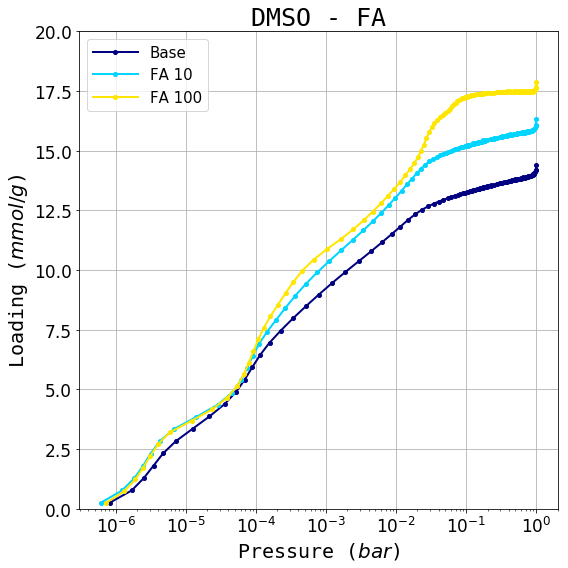 DMSO - FA
Base
FA 10
FA 100
20.0
17.5
15.0
12.5
10.0
7.5
5.0
2.5
0.0
Loading (mmol/g)
10⁻⁶ 10⁻⁵ 10⁻⁴ 10⁻³ 10⁻² 10⁻¹ 10⁰
Pressure (bar)